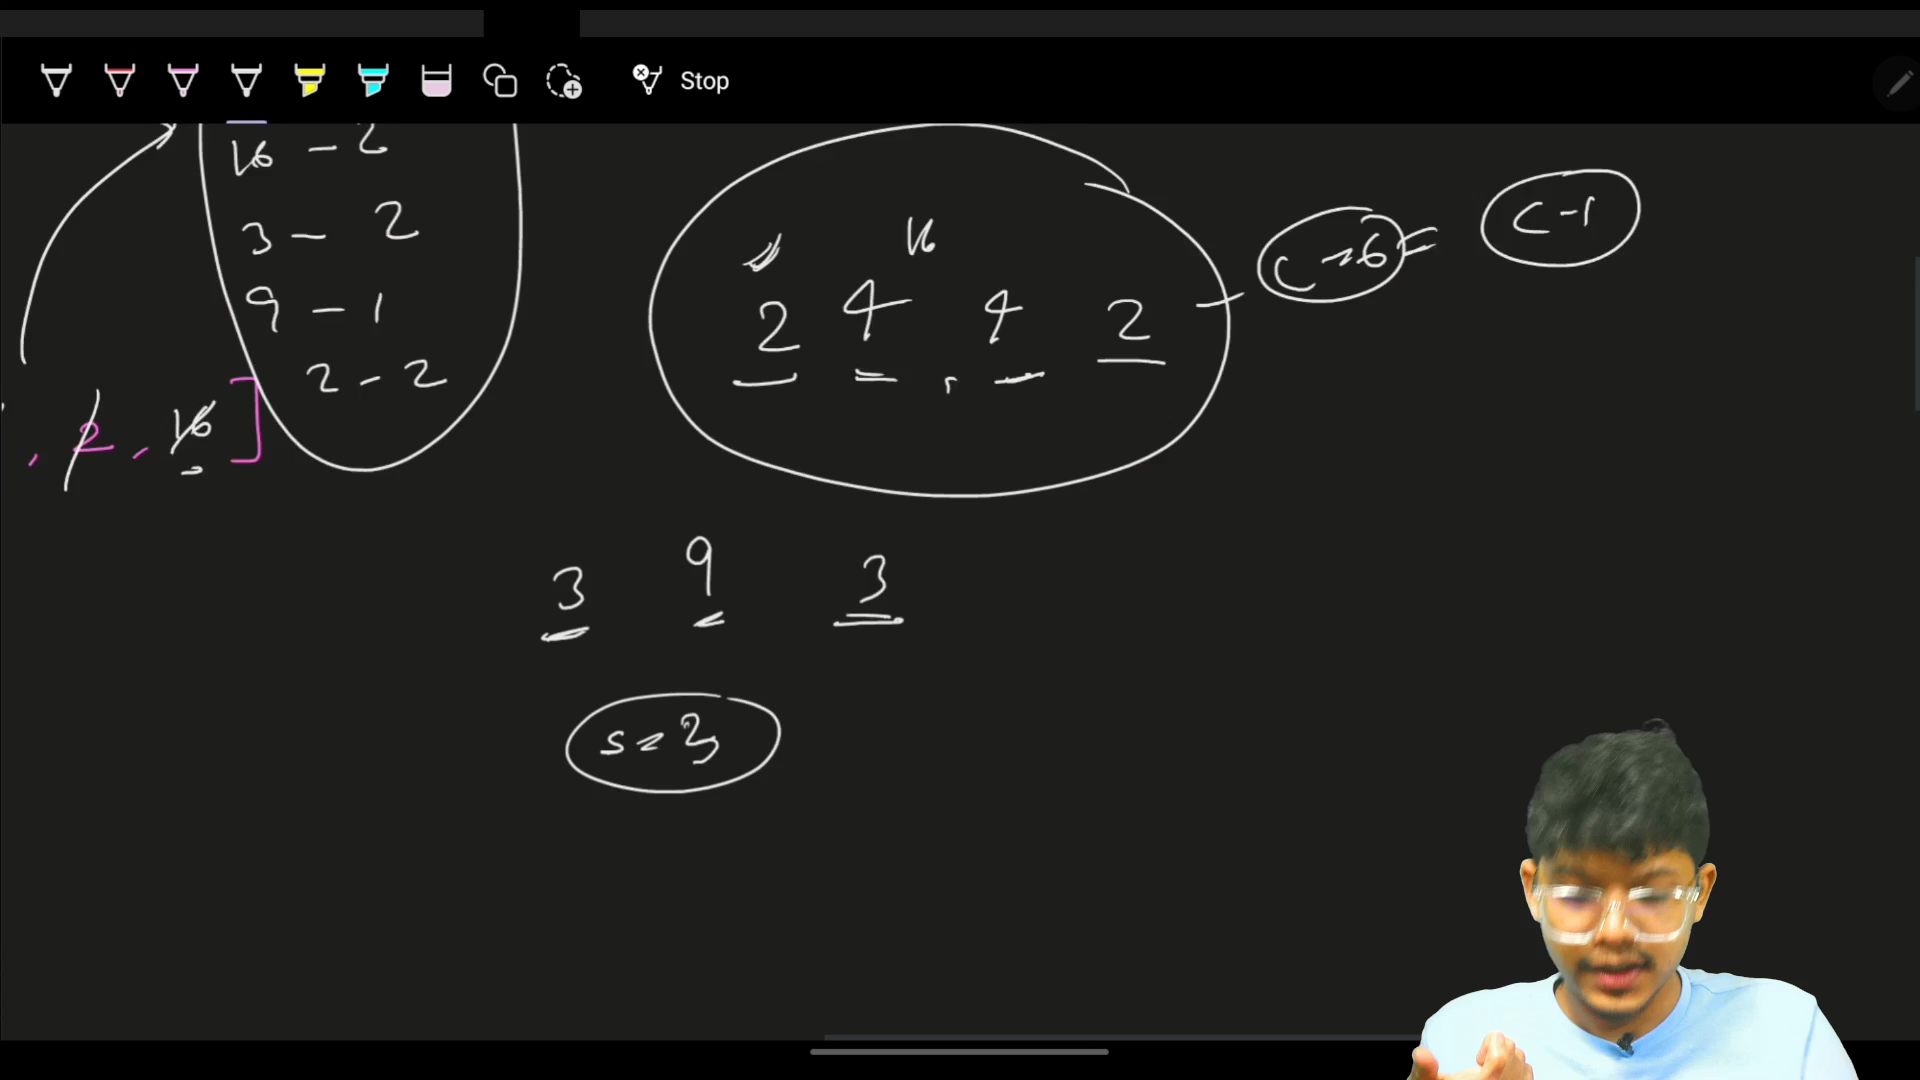 Stop
16 - 2
3 - 2
9 - 1
2 - 2
, 2, 16]
16
2 4 4 2
= c-1
3 9 3